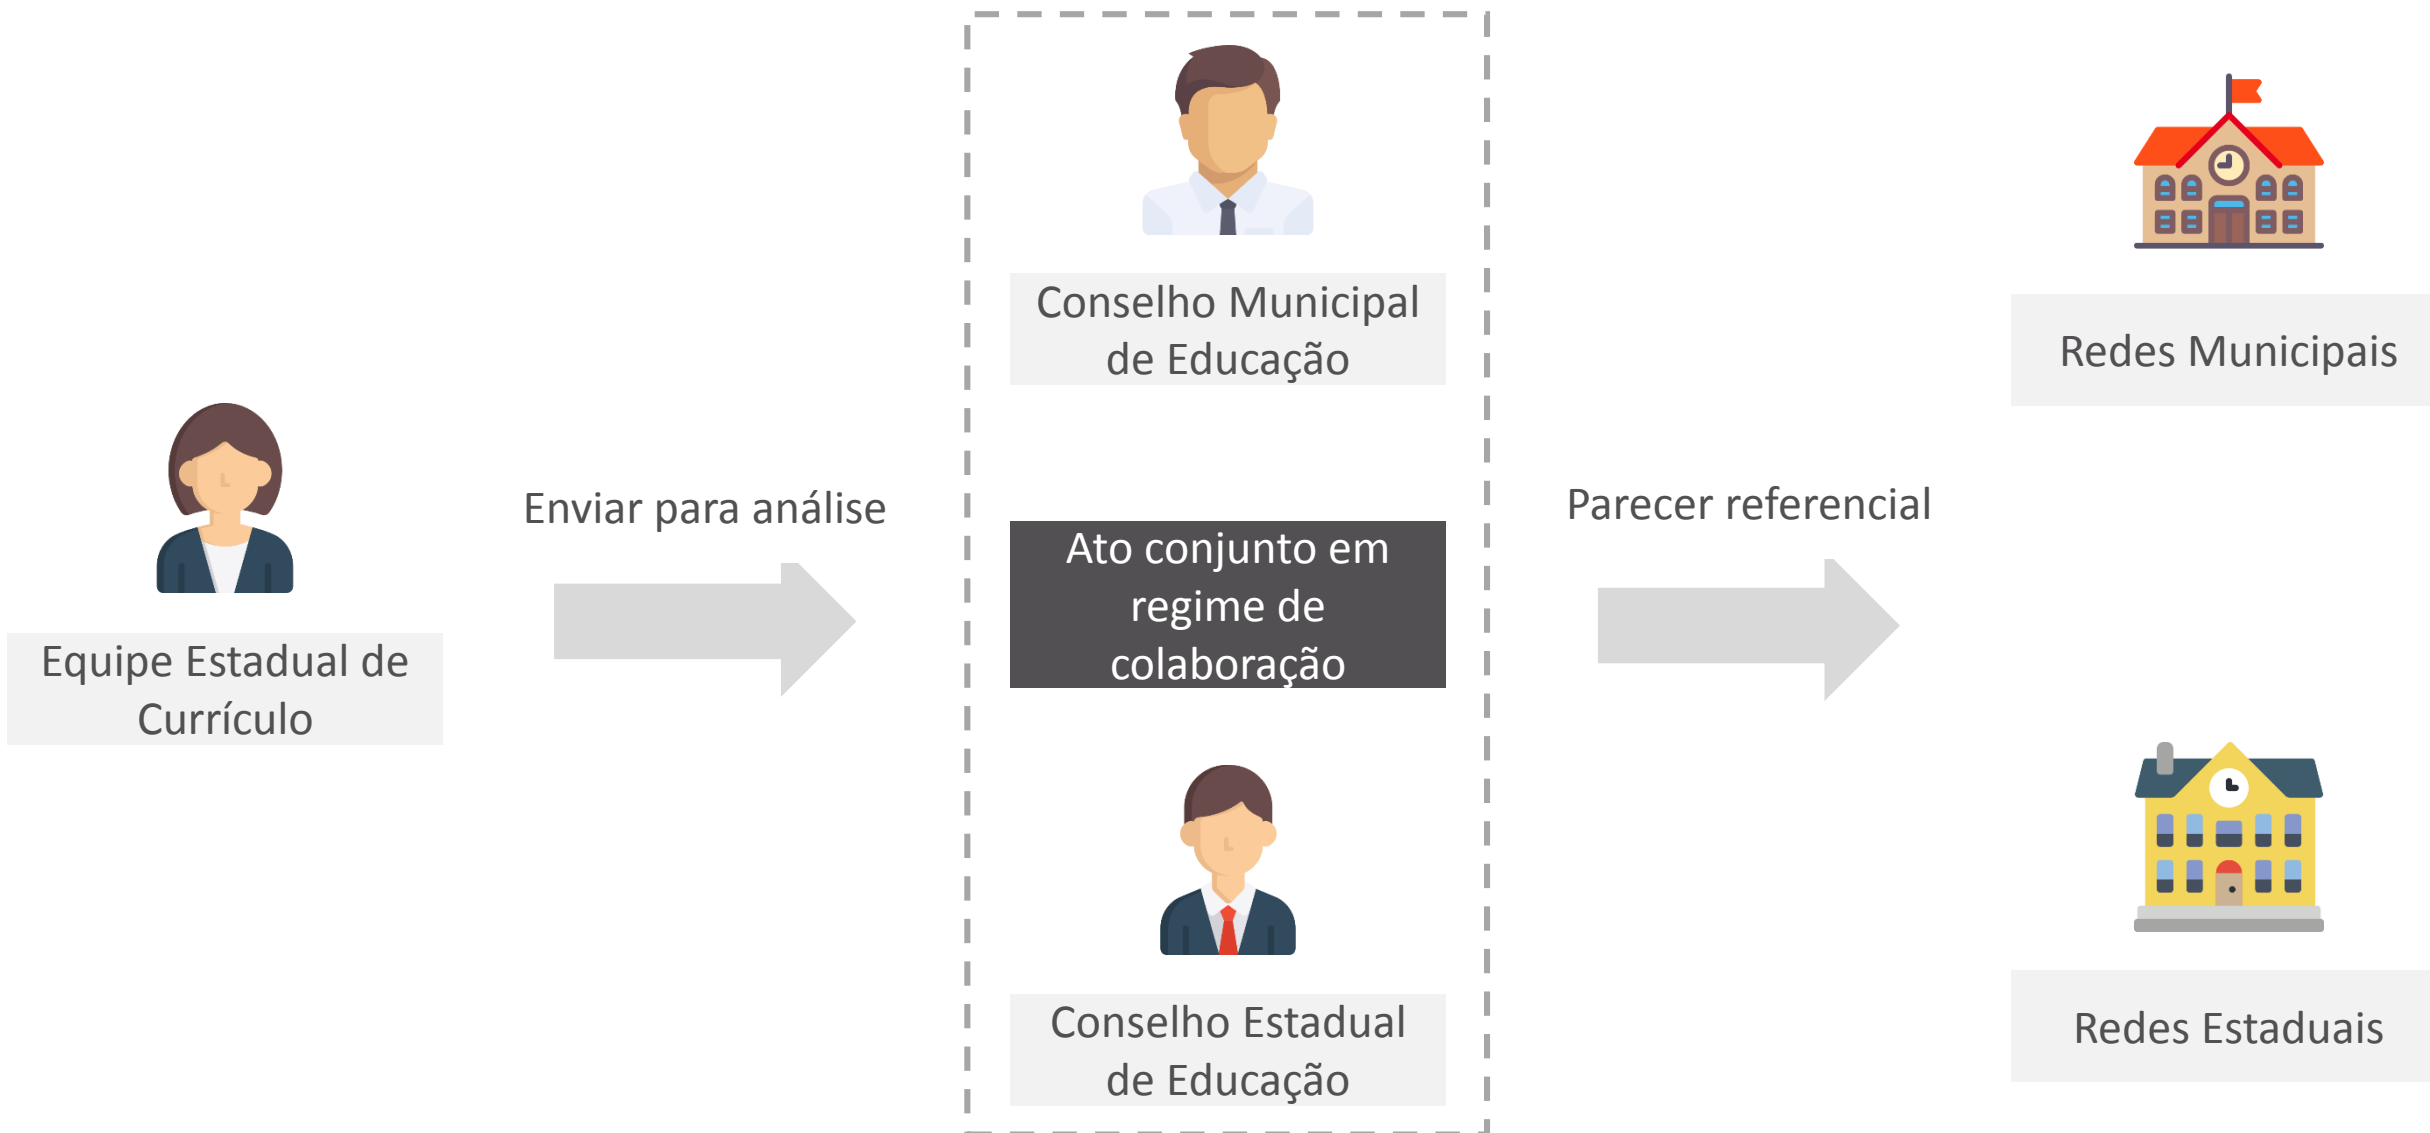 Equipe Estadual de
Currículo
Enviar para análise
Conselho Municipal
de Educação
Ato conjunto em
regime de
colaboração
Conselho Estadual
de Educação
Parecer referencial
Redes Municipais
Redes Estaduais